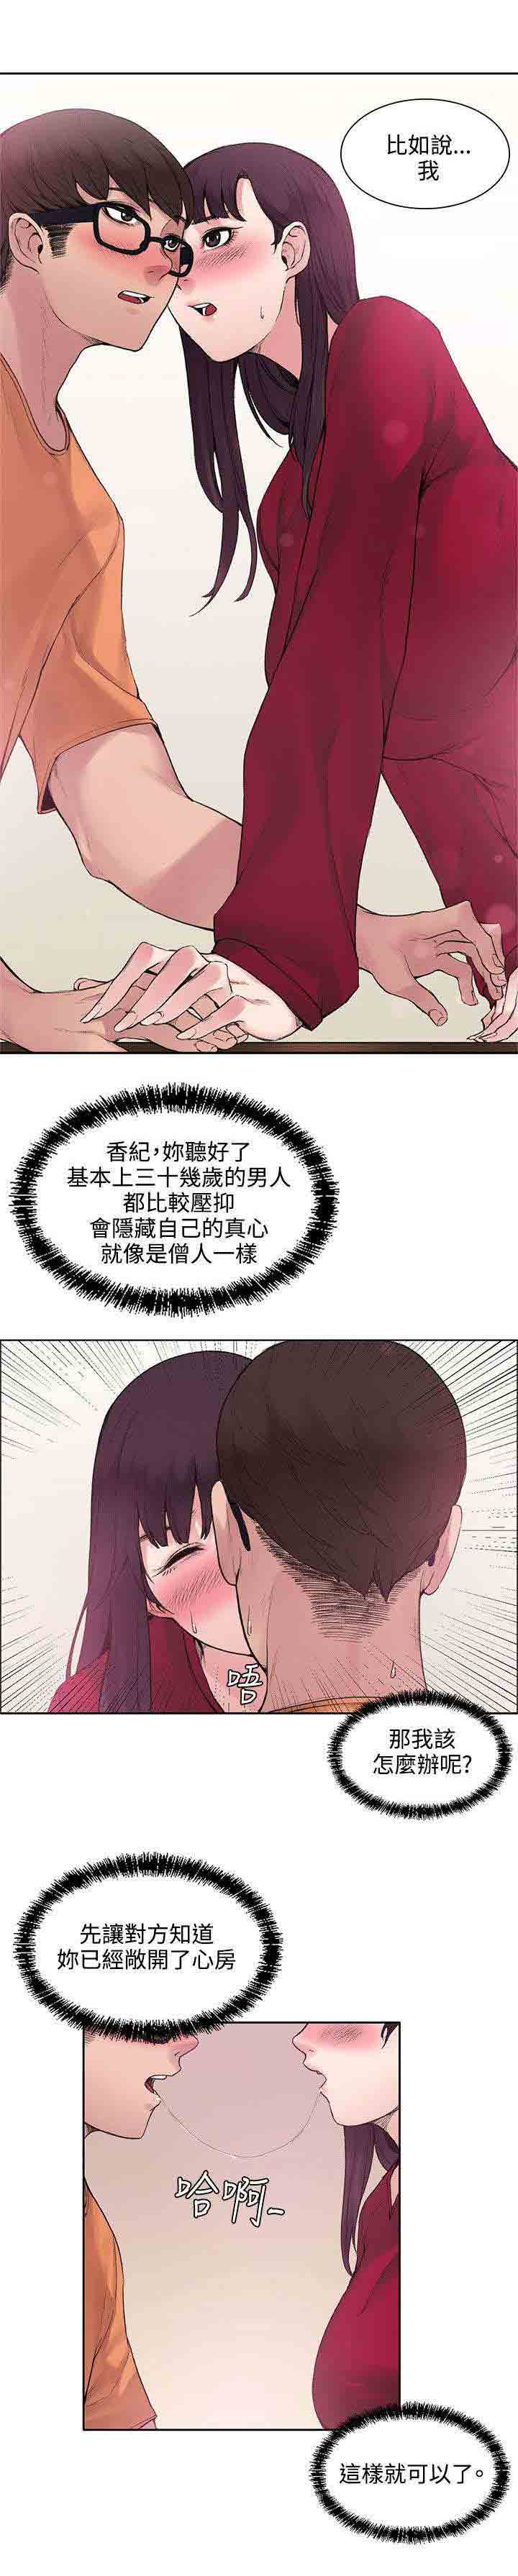 比如說…
我
香紀,妳聽好了
基本上三十幾歲的男人
都比較壓抑
會隱藏自己的真心
就像是僧人一樣
唔
那我該
怎麼辦呢?
先讓對方知道
妳已經敞開了心房
哈啊~
這樣就可以了。